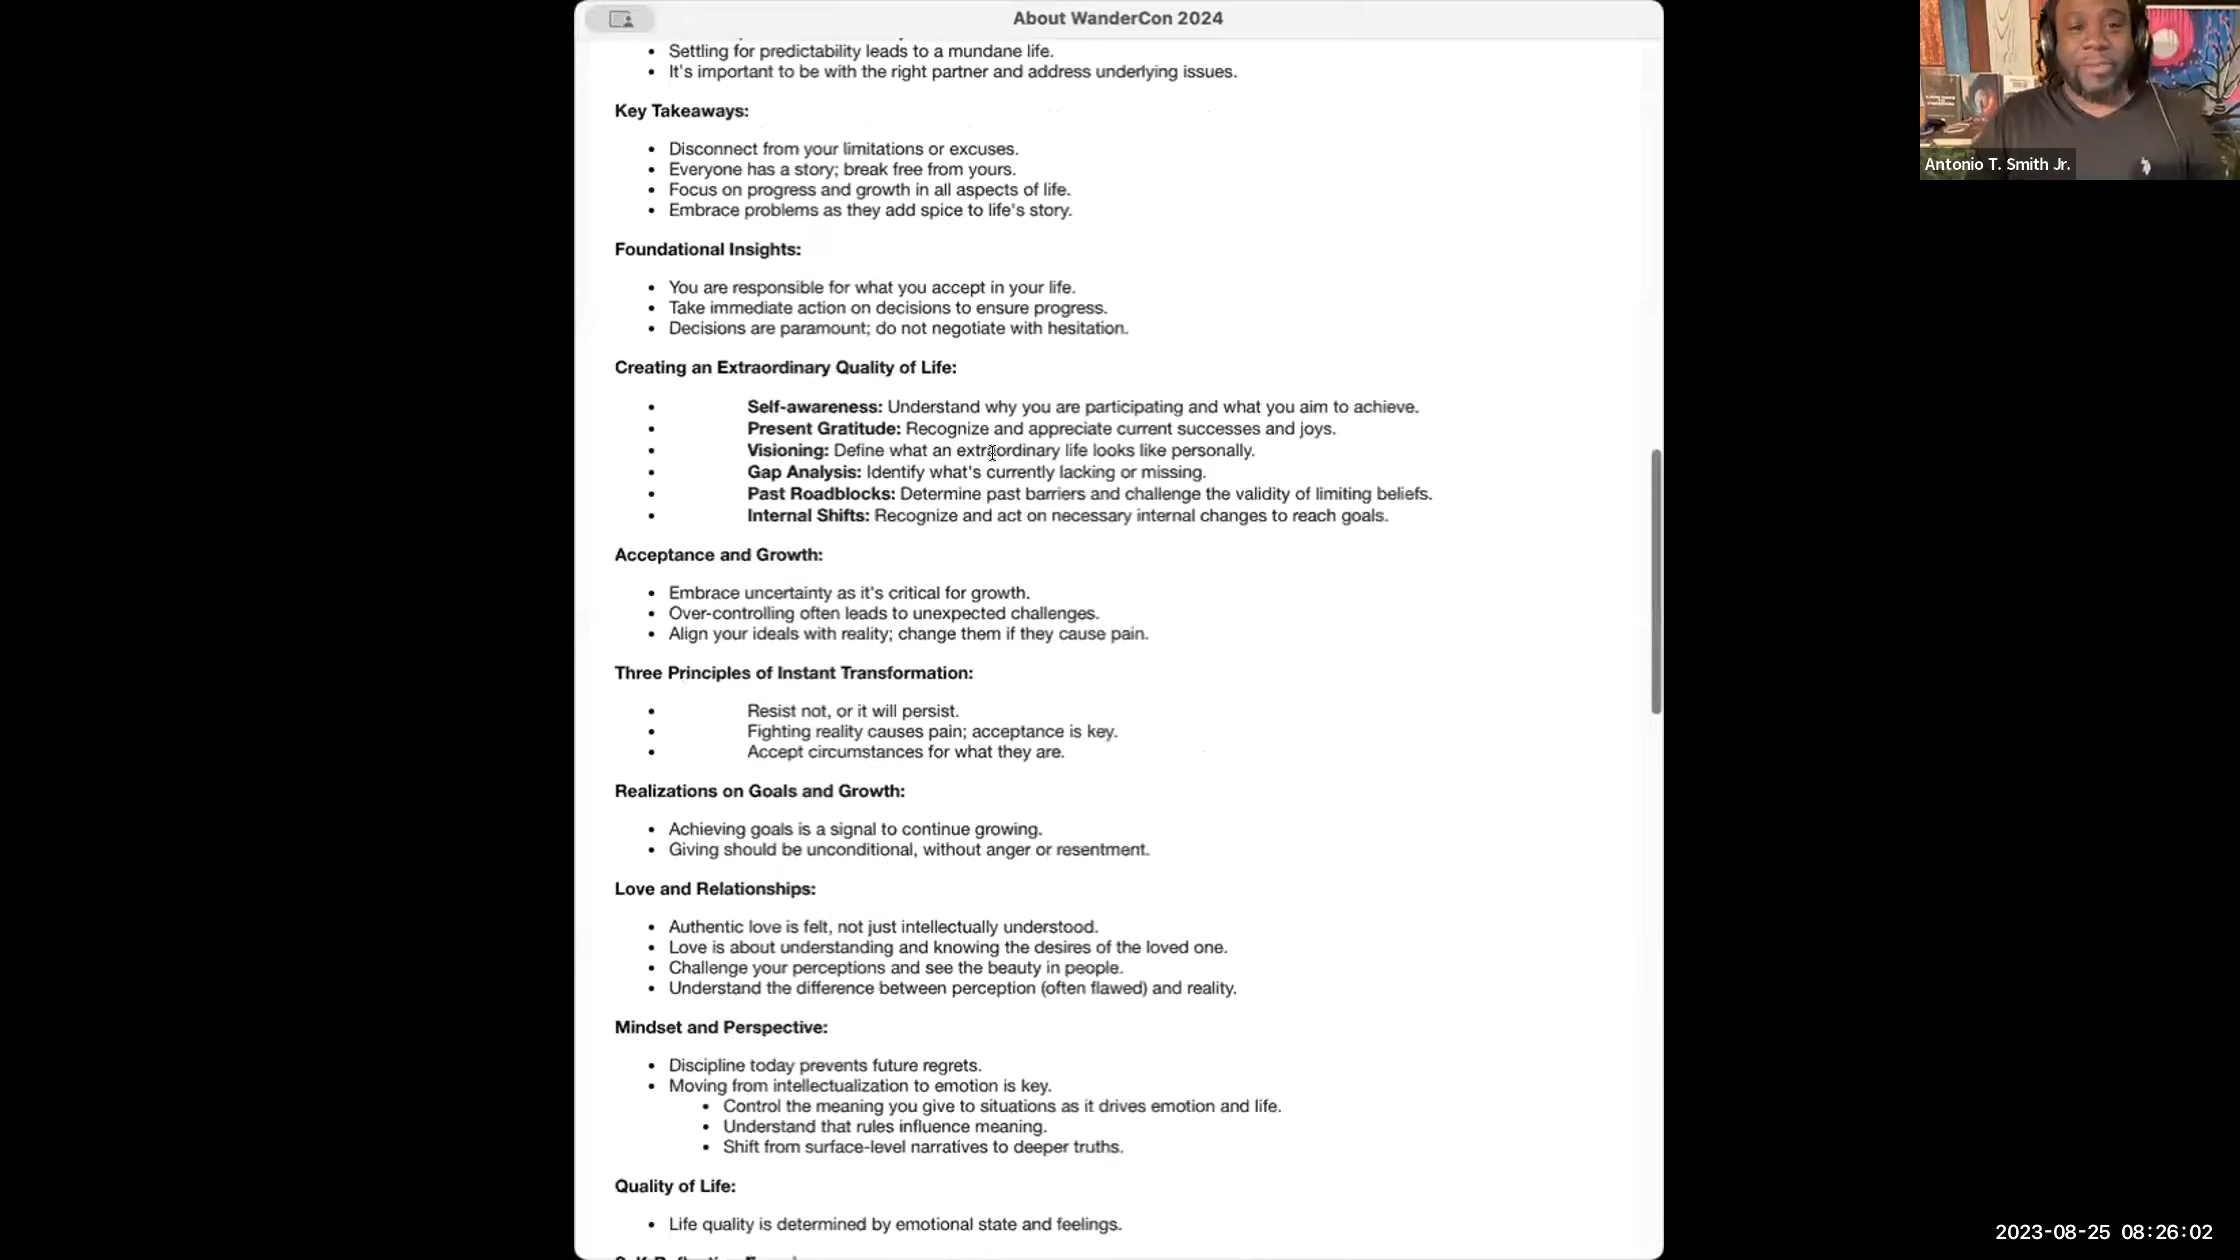 About WanderCon 2024
Settling for predictability leads to a mundane life.
It's important to be with the right partner and address underlying issues.
Key Takeaways:
Disconnect from your limitations or excuses.
Everyone has a story; break free from yours.
Focus on progress and growth in all aspects of life.
Embrace problems as they add spice to life's story.
Foundational Insights:
You are responsible for what you accept in your life.
Take immediate action on decisions to ensure progress.
Decisions are paramount; do not negotiate with hesitation.
Creating an Extraordinary Quality of Life:
Self-awareness: Understand why you are participating and what you aim to achieve.
Present Gratitude: Recognize and appreciate current successes and joys.
Visioning: Define what an extraordinary life looks like personally.
Gap Analysis: Identify what's currently lacking or missing.
Past Roadblocks: Determine past barriers and challenge the validity of limiting beliefs.
Internal Shifts: Recognize and act on necessary internal changes to reach goals.
Acceptance and Growth:
Embrace uncertainty as it's critical for growth.
Over-controlling often leads to unexpected challenges.
Align your ideals with reality; change them if they cause pain.
Three Principles of Instant Transformation:
Resist not, or it will persist.
Fighting reality causes pain; acceptance is key.
Accept circumstances for what they are.
Realizations on Goals and Growth:
Achieving goals is a signal to continue growing.
Giving should be unconditional, without anger or resentment.
Love and Relationships:
Authentic love is felt, not just intellectually understood.
Love is about understanding and knowing the desires of the loved one.
Challenge your perceptions and see the beauty in people.
Understand the difference between perception (often flawed) and reality.
Mindset and Perspective:
Discipline today prevents future regrets.
Moving from intellectualization to emotion is key.
Control the meaning you give to situations as it drives emotion and life.
Understand that rules influence meaning.
Shift from surface-level narratives to deeper truths.
Quality of Life:
Life quality is determined by emotional state and feelings.
Antonio T. Smith Jr.
2023-08-25 08:26:02